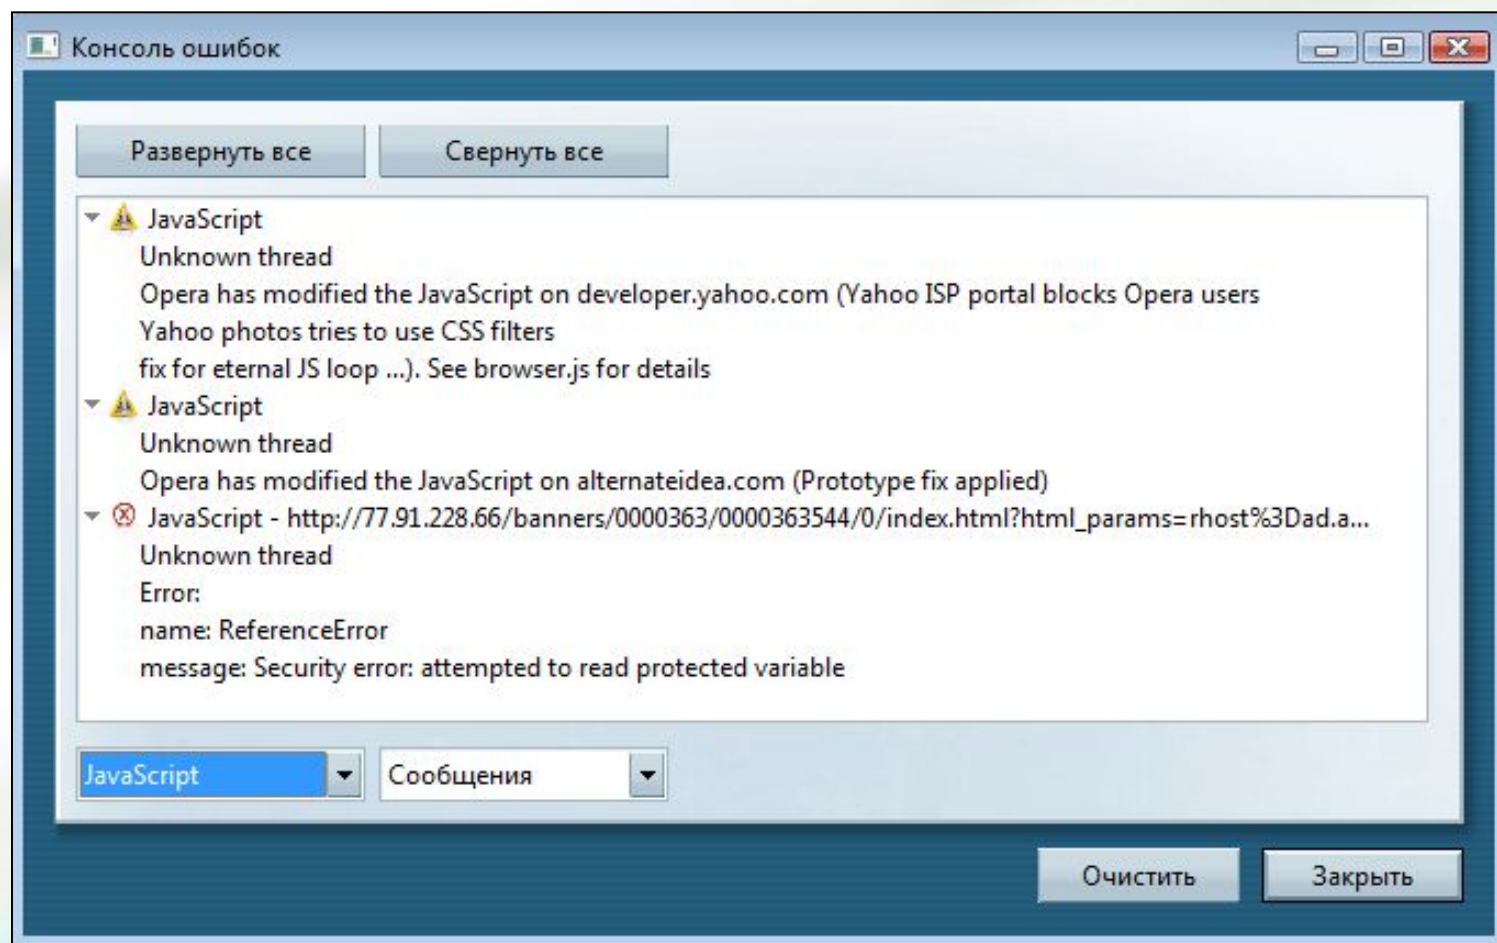 Консоль ошибок
Развернуть все Свернуть все
JavaScript
Unknown thread
Opera has modified the JavaScript on developer.yahoo.com (Yahoo ISP portal blocks Opera users
Yahoo photos tries to use CSS filters
fix for eternal JS loop ...). See browser.js for details
JavaScript
Unknown thread
Opera has modified the JavaScript on alternateidea.com (Prototype fix applied)
JavaScript - http://77.91.228.66/banners/0000363/0000363544/0/index.html?html_params=rhost%3Dad.a...
Unknown thread
Error:
name: ReferenceError
message: Security error: attempted to read protected variable
JavaScript Сообщения
Очистить Закрыть